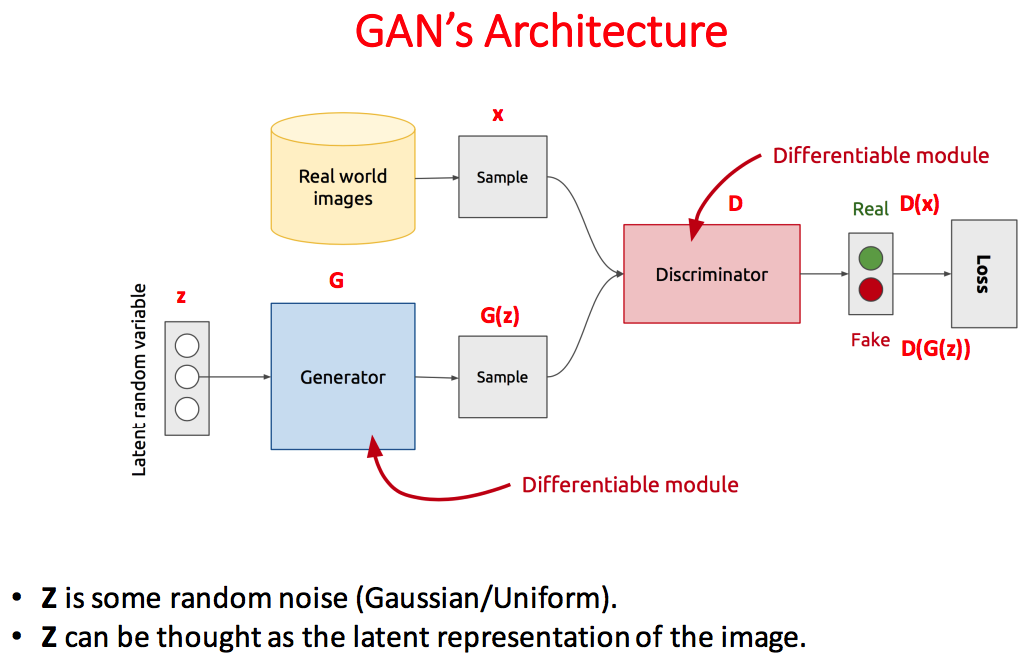 GAN's Architecture
x
Real world
images
Sample
Differentiable module
D
Real D(x)
Discriminator
Loss
Fake D(G(z))
Latent random variable
z
G
Generator
G(z)
Sample
Differentiable module
• Z is some random noise (Gaussian/Uniform).
• Z can be thought as the latent representation of the image.